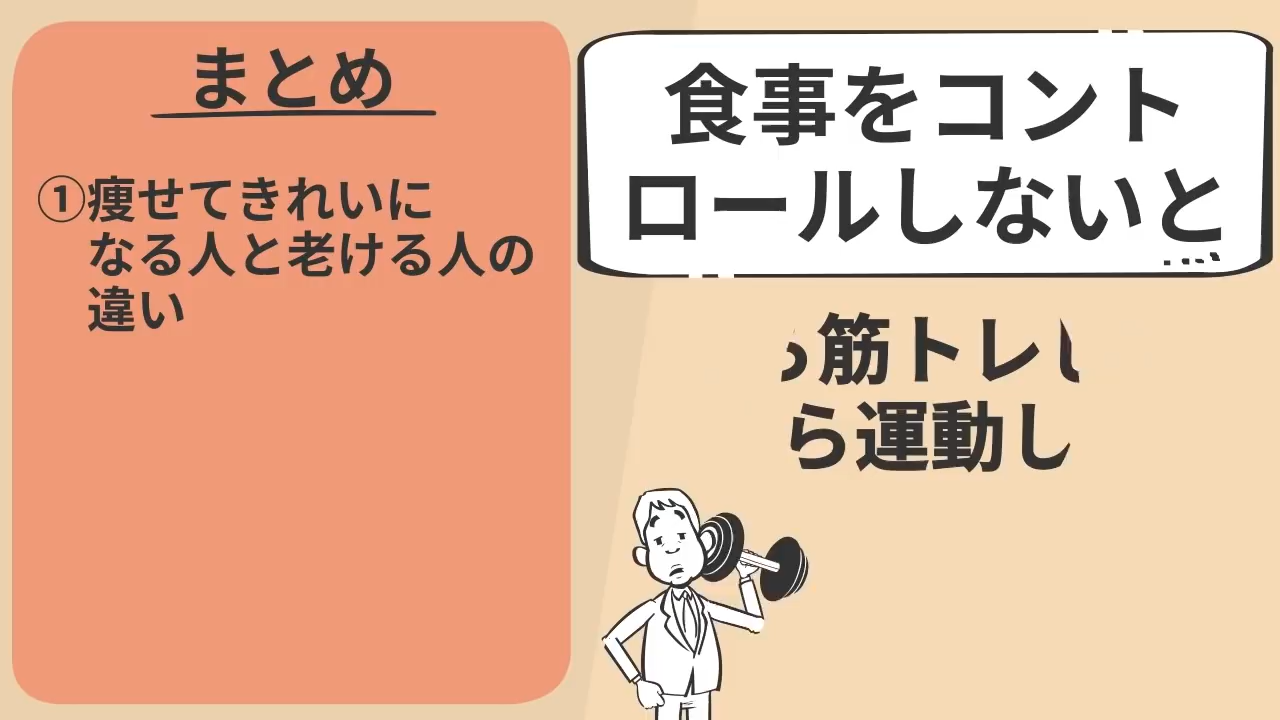 まとめ
①痩せてきれいに
なる人と老ける人の
違い
食事をコント
ロールしないと
筋トレし
ら運動し